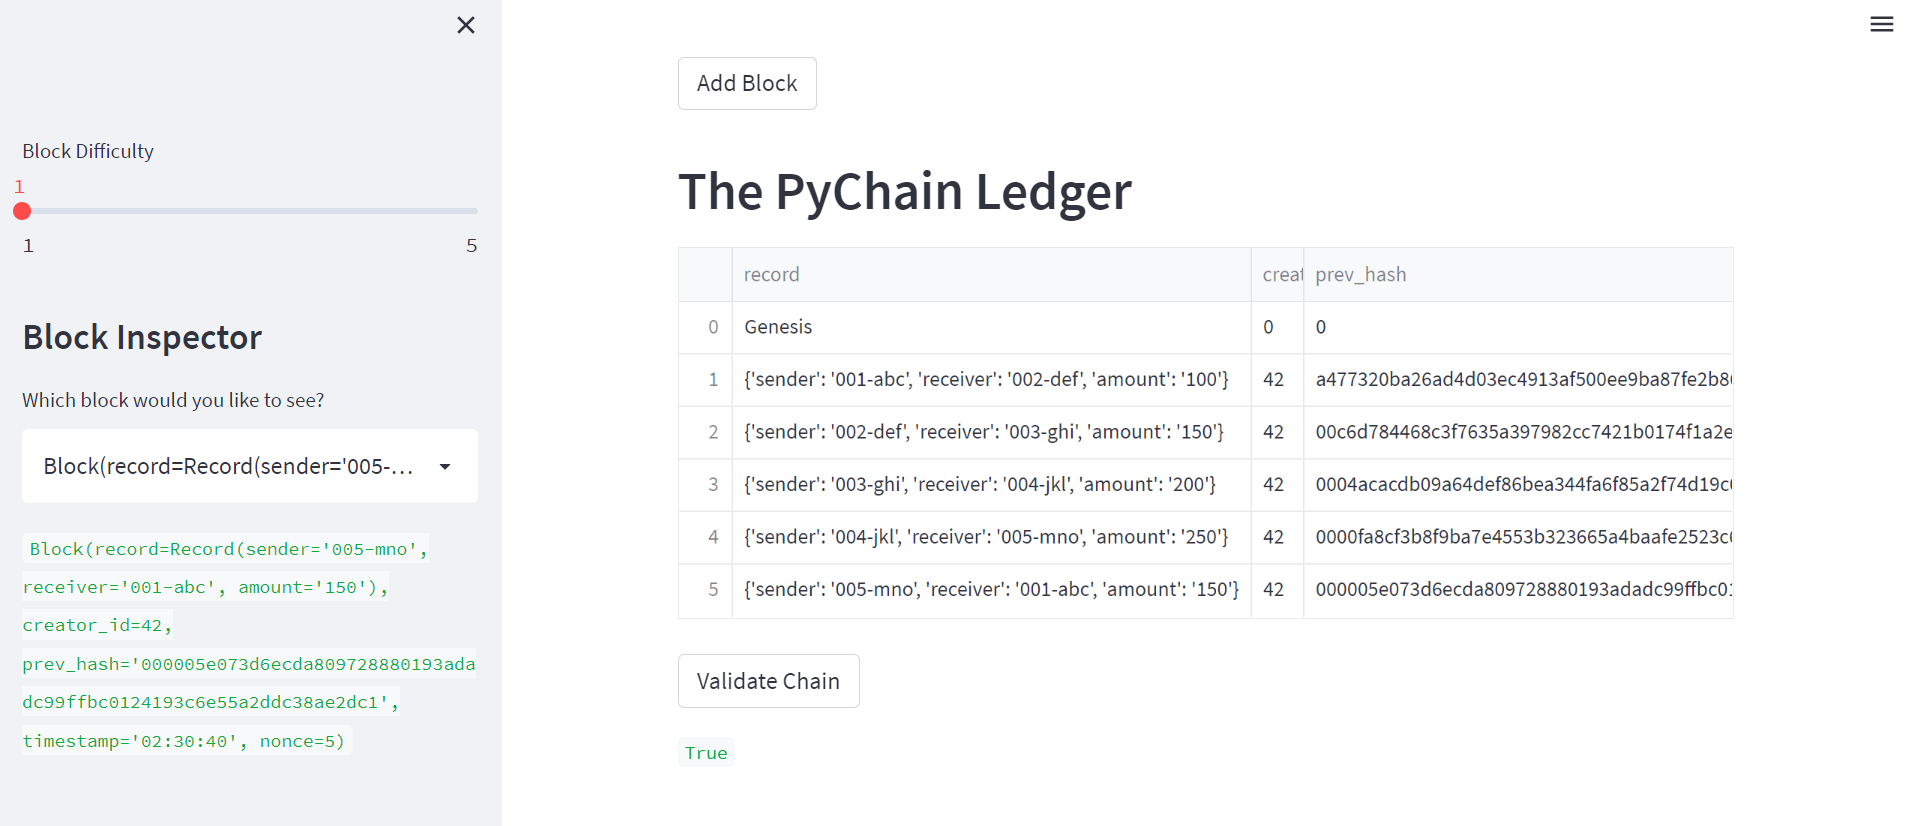 Block Difficulty
1
1 5
Block Inspector
Which block would you like to see?
Block(record=Record(sender='005-...
Block(record=Record(sender='005-mno',
receiver='001-abc', amount='150'),
creator_id=42,
prev_hash='000005e073d6ecda809728880193ada
dc99ffbc0124193c6e55a2ddc38ae2dc1',
timestamp='02:30:40', nonce=5)
Add Block
The PyChain Ledger
record creat prev_hash
0 Genesis 0 0
1 {'sender': '001-abc', 'receiver': '002-def', 'amount': '100'} 42 a477320ba26ad4d03ec4913af500ee9ba87fe2b8
2 {'sender': '002-def', 'receiver': '003-ghi', 'amount': '150'} 42 00c6d784468c3f7635a397982cc7421b0174f1a2e
3 {'sender': '003-ghi', 'receiver': '004-jkl', 'amount': '200'} 42 0004acacdb09a64def86bea344fa6f85a2f74d19c
4 {'sender': '004-jkl', 'receiver': '005-mno', 'amount': '250'} 42 0000fa8cf3b8f9ba7e4553b323665a4baafe2523c
5 {'sender': '005-mno', 'receiver': '001-abc', 'amount': '150'} 42 000005e073d6ecda809728880193adadc99ffbc01
Validate Chain
True